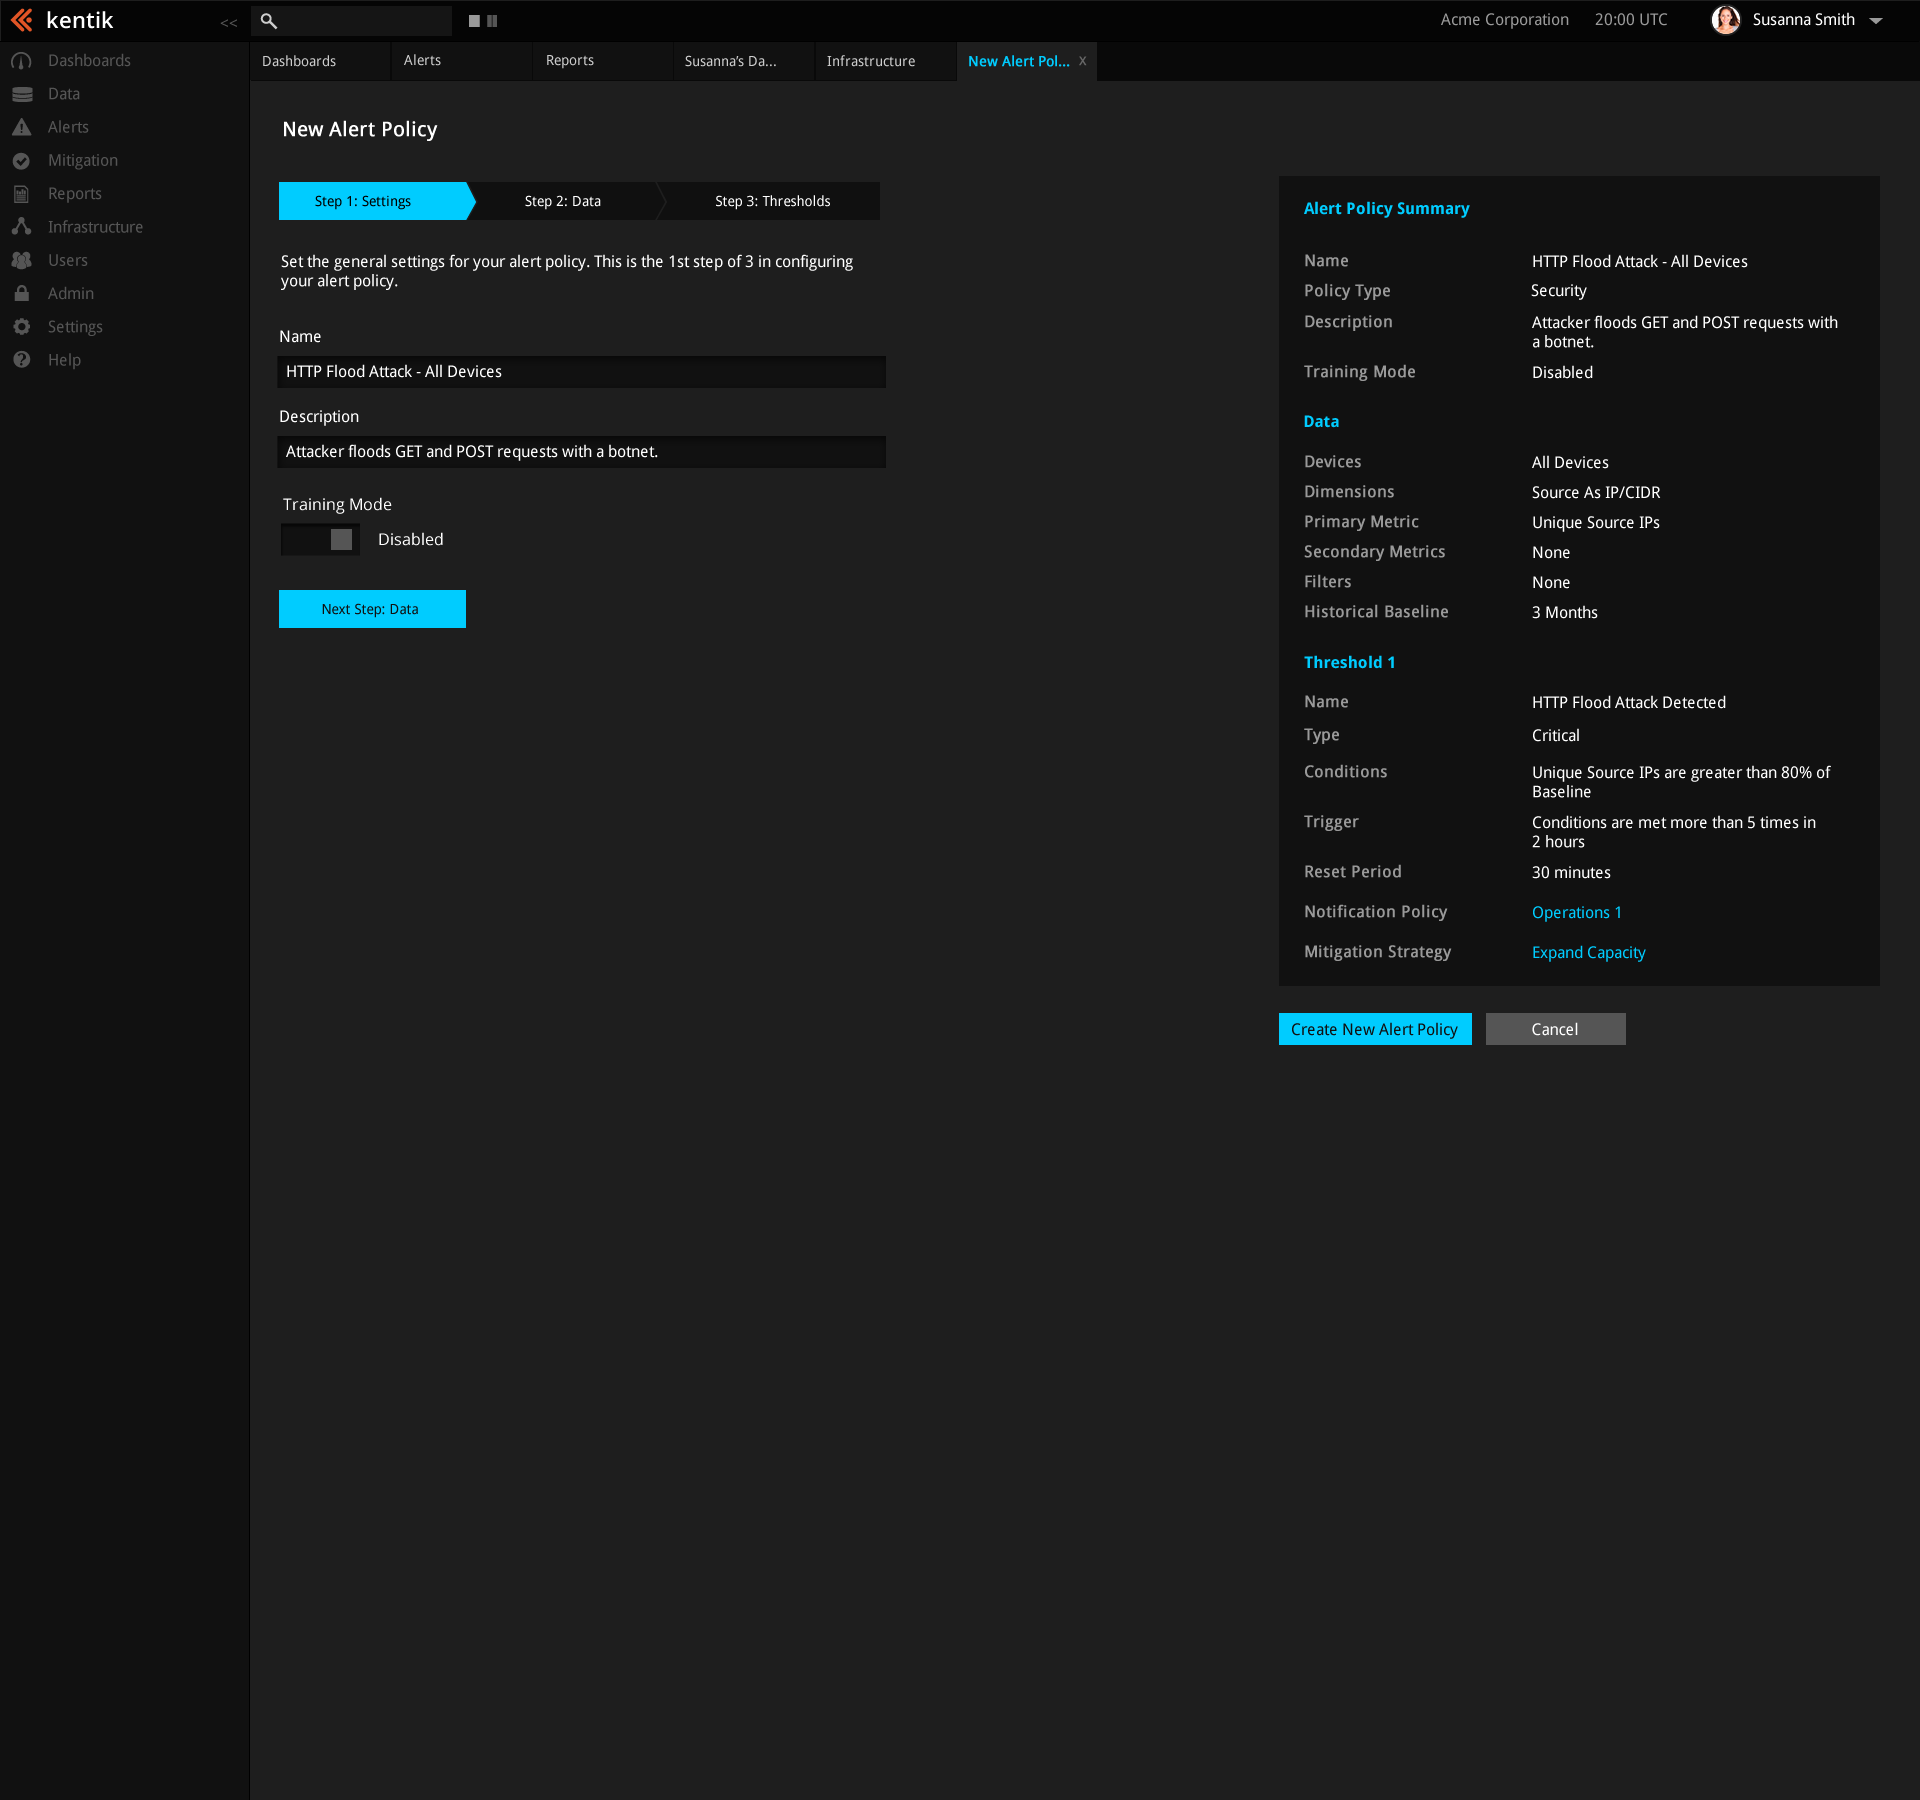 kentik
<<
Acme Corporation
20:00 UTC
Susanna Smith
Dashboards
Data
Alerts
Mitigation
Reports
Infrastructure
Users
Admin
Settings
Help
Dashboards
Alerts
Reports
Susanna's Da...
Infrastructure
New Alert Pol... X
New Alert Policy
Step 1: Settings
Step 2: Data
Step 3: Thresholds
Set the general settings for your alert policy. This is the 1st step of 3 in configuring
your alert policy.
Name
HTTP Flood Attack - All Devices
Description
Attacker floods GET and POST requests with a botnet.
Training Mode
Disabled
Next Step: Data
Alert Policy Summary
Name HTTP Flood Attack - All Devices
Policy Type Security
Description Attacker floods GET and POST requests with
a botnet.
Training Mode Disabled
Data
Devices All Devices
Dimensions Source As IP/CIDR
Primary Metric Unique Source IPs
Secondary Metrics None
Filters None
Historical Baseline 3 Months
Threshold 1
Name HTTP Flood Attack Detected
Type Critical
Conditions Unique Source IPs are greater than 80% of
Baseline
Trigger Conditions are met more than 5 times in
2 hours
Reset Period 30 minutes
Notification Policy Operations 1
Mitigation Strategy Expand Capacity
Create New Alert Policy
Cancel